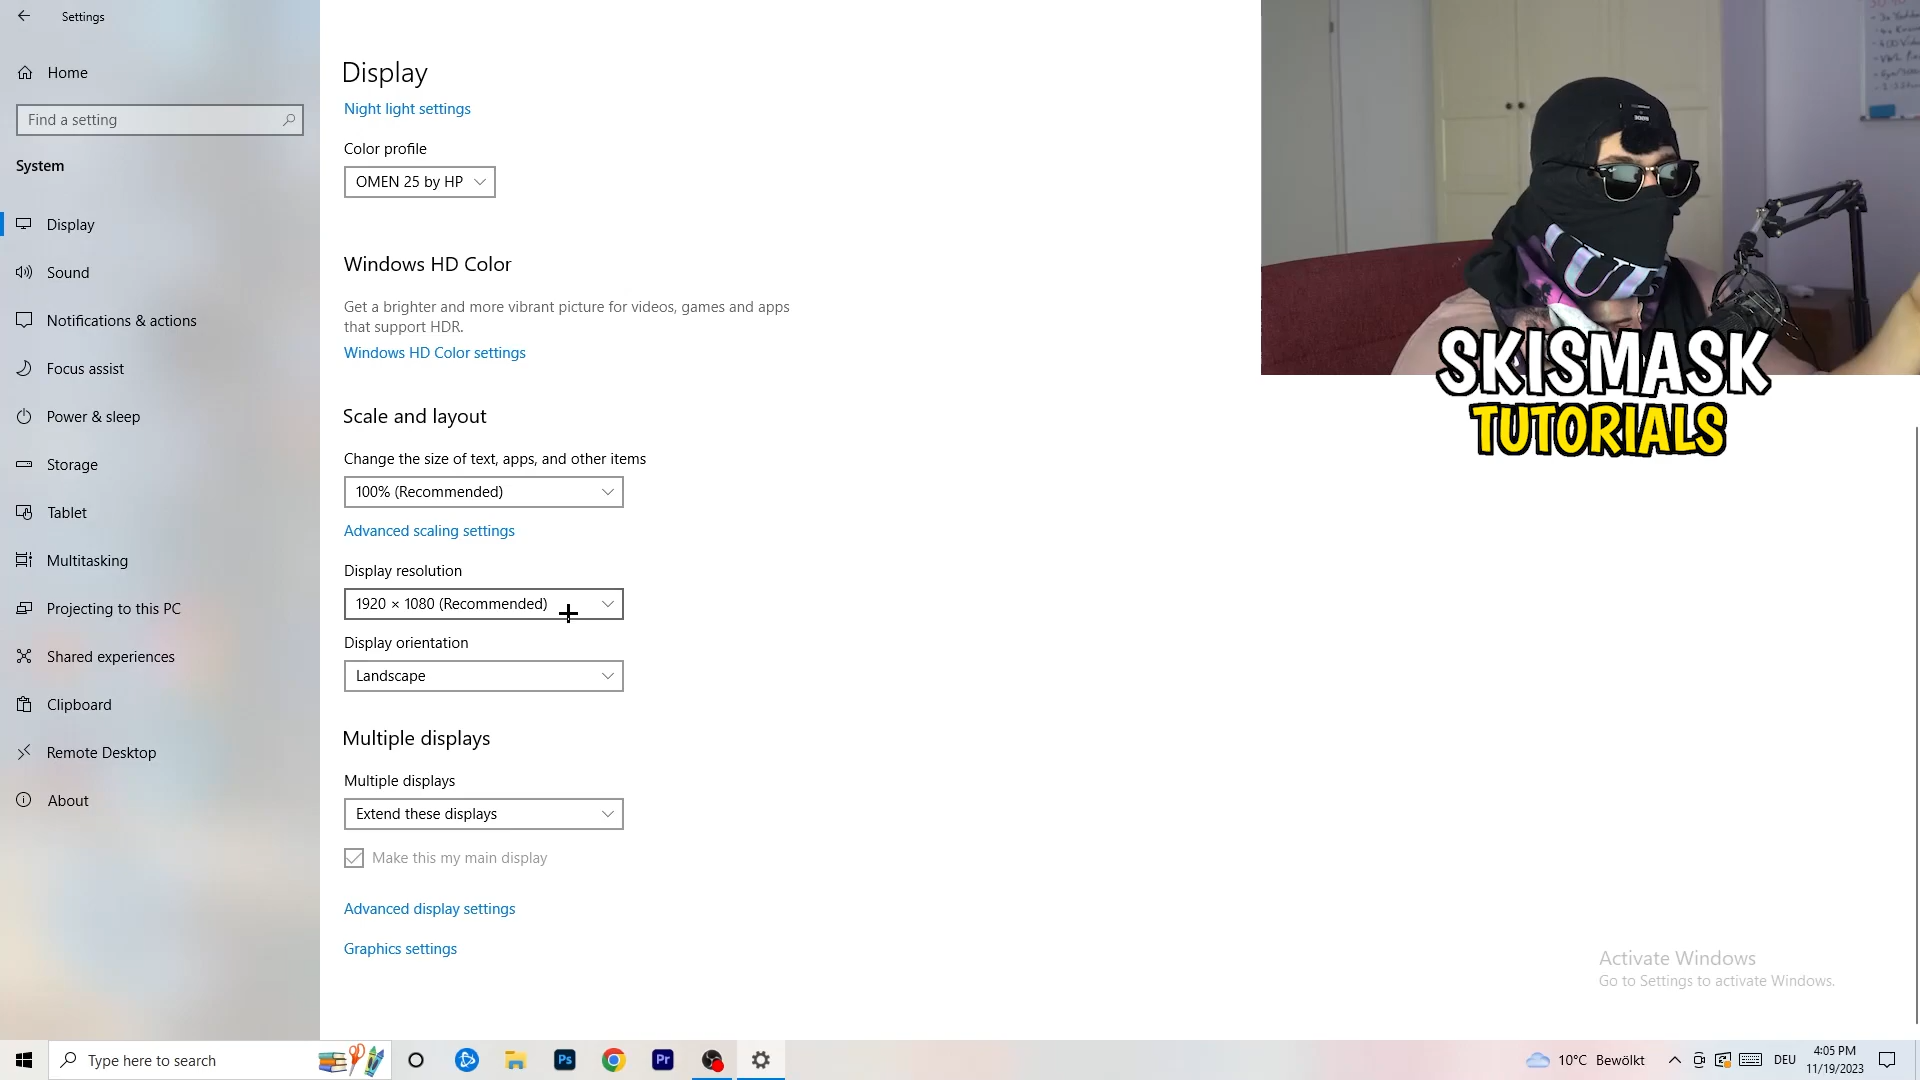 Settings
Home
Find a setting
System
Display
Sound
Notifications & actions
Focus assist
Power & sleep
Storage
Tablet
Multitasking
Projecting to this PC
Shared experiences
Clipboard
Remote Desktop
About
Display
Night light settings
Color profile
OMEN 25 by HP
Windows HD Color
Get a brighter and more vibrant picture for videos, games and apps
that support HDR.
Windows HD Color settings
Scale and layout
Change the size of text, apps, and other items
100% (Recommended)
Advanced scaling settings
Display resolution
1920 × 1080 (Recommended)
Display orientation
Landscape
Multiple displays
Multiple displays
Extend these displays
Make this my main display
Advanced display settings
Graphics settings
SKISMASK
TUTORIALS
Activate Windows
Go to Settings to activate Windows.
Type here to search
Ps
Pr
10°C Bewölkt
DEU
4:05 PM
11/19/2023